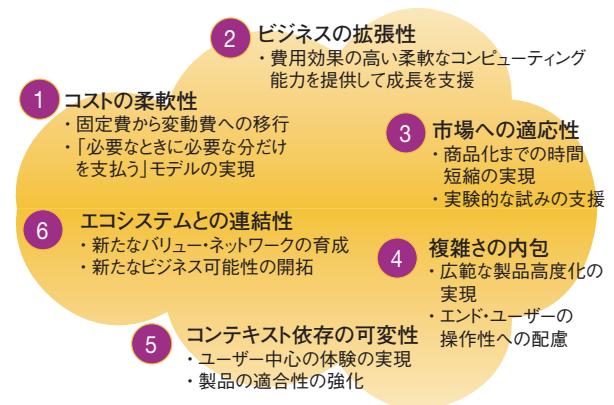 1 コストの柔軟性
・固定費から変動費への移行
・「必要なときに必要な分だけ
を支払う」モデルの実現
2 ビジネスの拡張性
・費用効果の高い柔軟なコンピューティング
能力を提供して成長を支援
3 市場への適応性
・商品化までの時間
短縮の実現
・実験的な試みの支援
4 複雑さの内包
・広範な製品高度化の
実現
・エンド・ユーザーの
操作性への配慮
5 コンテキスト依存の可変性
・ユーザー中心の体験の実現
・製品の適合性の強化
6 エコシステムとの連結性
・新たなバリュー・ネットワークの育成
・新たなビジネス可能性の開拓